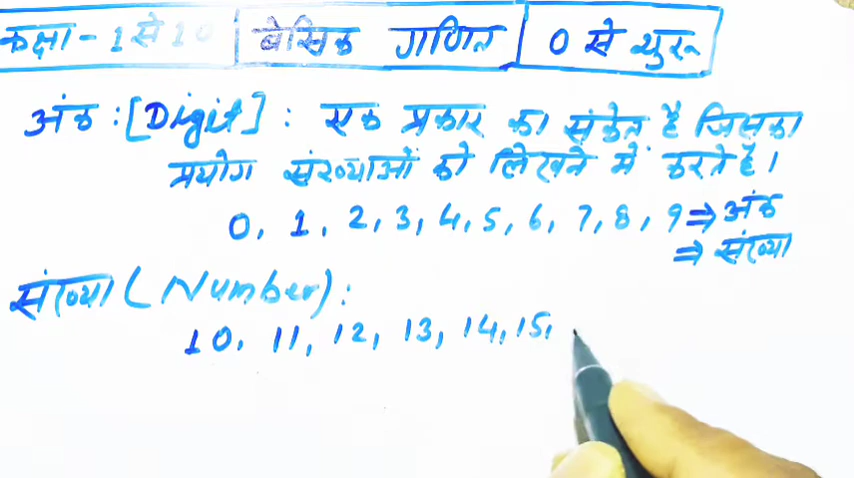 कक्षा - 1 से 10 | बेसिक गणित | 0 से शुरू
अंक : [Digit] : एक प्रकार का संकेत है जिसका
प्रयोग संख्याओं को लिखने में करते है।
0, 1, 2, 3, 4, 5, 6, 7, 8, 9 ⇒ अंक
⇒ संख्या
संख्या ( Number) :
10, 11, 12, 13, 14, 15,